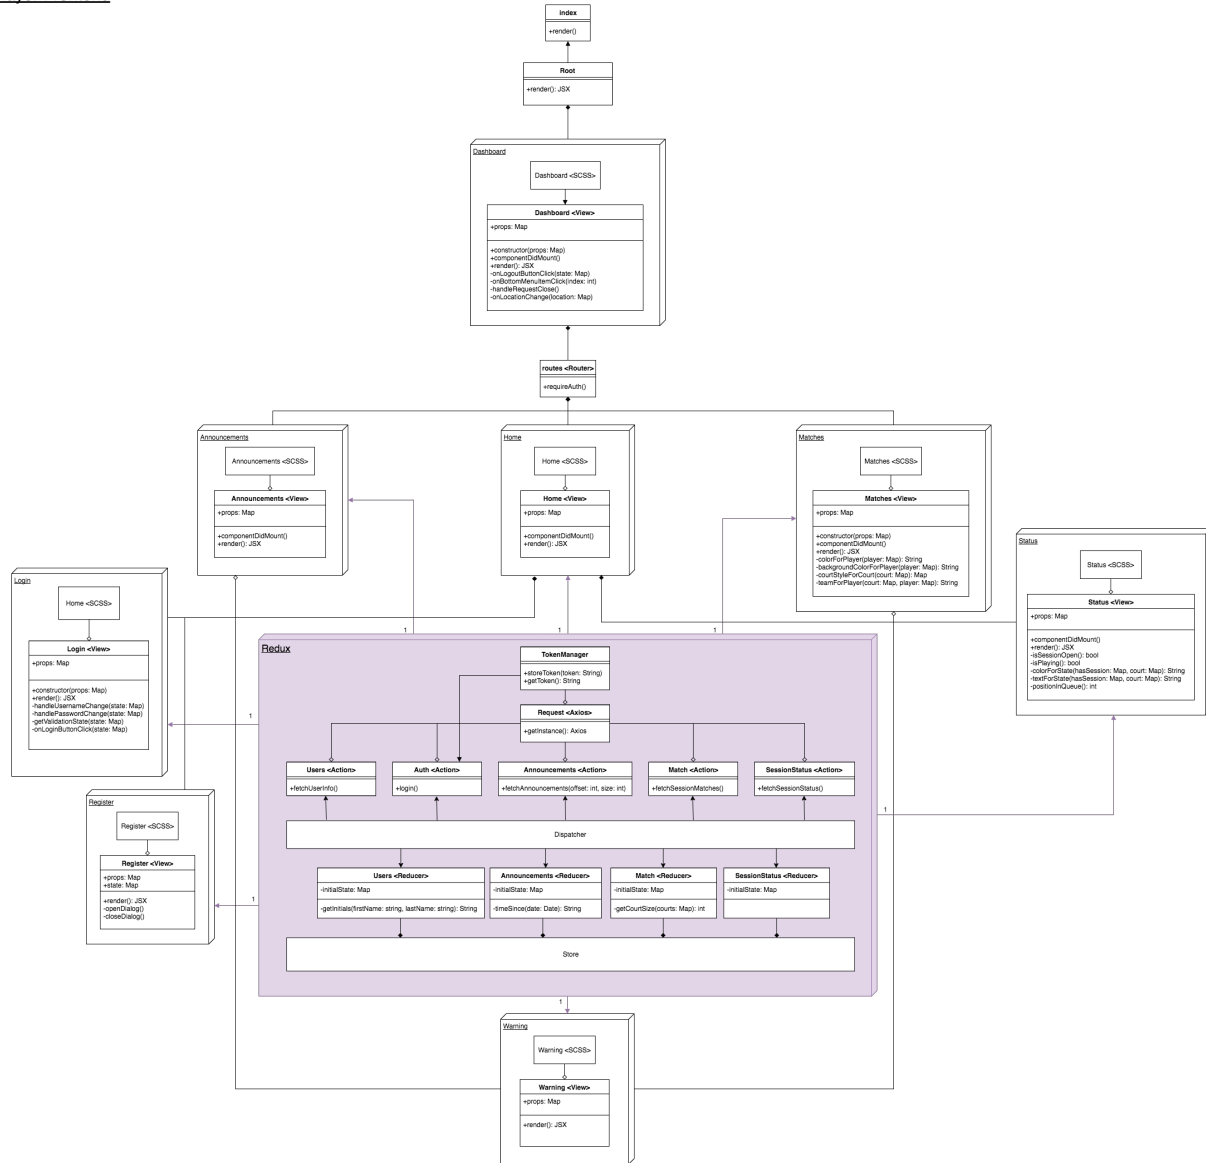 index
+render()
Root
+render(): JSX
Dashboard
Dashboard <SCSS>
Dashboard <View>
+props: Map
+constructor(props: Map)
+componentDidMount()
+render(): JSX
-onLogoutButtonClick(state: Map)
-onBottomMenuItemClick(index: int)
-handleRequestClose()
-onLocationChange(location: Map)
routes <Router>
+requireAuth()
Announcements
Announcements <SCSS>
Announcements <View>
+props: Map
+componentDidMount()
+render(): JSX
Home
Home <SCSS>
Home <View>
+props: Map
+componentDidMount()
+render(): JSX
Matches
Matches <SCSS>
Matches <View>
+props: Map
+constructor(props: Map)
+componentDidMount()
+render(): JSX
-colorForPlayer(player: Map): String
-backgroundColorForPlayer(player: Map): String
-courtStyleForCourt(court: Map): Map
-teamForPlayer(court: Map, player: Map): String
Status
Status <SCSS>
Status <View>
+props: Map
+componentDidMount()
+render(): JSX
-isSessionOpen(): bool
-isPlaying(): bool
-colorForState(hasSession: Map, court: Map): String
-textForState(hasSession: Map, court: Map): String
-positionInQueue(): int
Login
Home <SCSS>
Login <View>
+props: Map
+constructor(props: Map)
+render(): JSX
-handleUsernameChange(state: Map)
-handlePasswordChange(state: Map)
-getValidationState(state: Map)
-onLoginButtonClick(state: Map)
Register
Register <SCSS>
Register <View>
+props: Map
+state: Map
+render(): JSX
-openDialog()
-closeDialog()
1
1
1
1
1
1
Redux
TokenManager
+storeToken(token: String)
+getToken(): String
Request <Axios>
+getInstance(): Axios
Users <Action>
+fetchUserInfo()
Auth <Action>
+login()
Announcements <Action>
+fetchAnnouncements(offset: int, size: int)
Match <Action>
+fetchSessionMatches()
SessionStatus <Action>
+fetchSessionStatus()
Dispatcher
Users <Reducer>
-initialState: Map
-getInitials(firstName: string, lastName: string): String
Announcements <Reducer>
-initialState: Map
-timeSince(date: Date): String
Match <Reducer>
-initialState: Map
-getCourtSize(courts: Map): int
SessionStatus <Reducer>
-initialState: Map
Store
1
Warning
Warning <SCSS>
Warning <View>
+props: Map
+render(): JSX